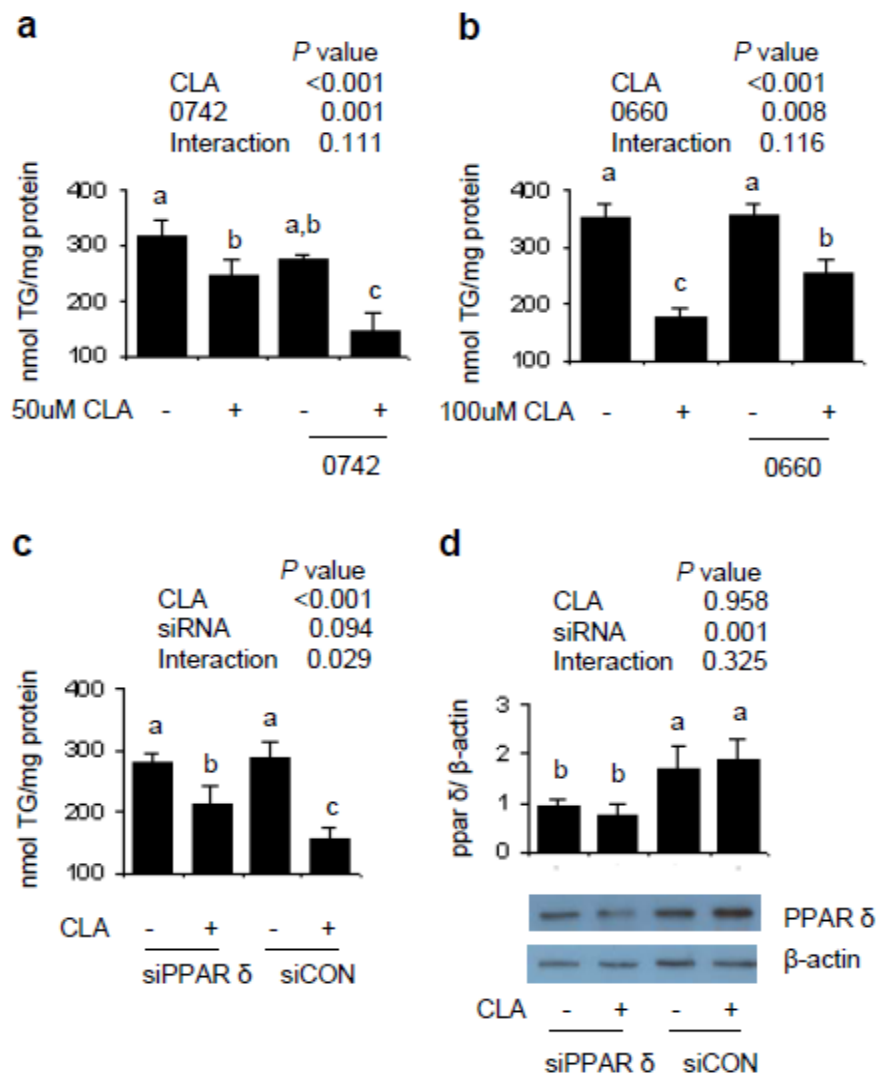 a
P value
CLA <0.001
0742 0.001
Interaction 0.111
nmol TG/mg protein
400
300
200
100
a
b
a,b
c
50uM CLA - + - +
0742
b
P value
CLA <0.001
0660 0.008
Interaction 0.116
nmol TG/mg protein
400
300
200
100
a
c
a
b
100uM CLA - + - +
0660
c
P value
CLA <0.001
siRNA 0.094
Interaction 0.029
nmol TG/mg protein
400
300
200
100
a
b
a
c
CLA - + - +
siPPAR δ siCON
d
P value
CLA 0.958
siRNA 0.001
Interaction 0.325
ppar δ/ β-actin
3
2
1
0
b
b
a
a
PPAR δ
β-actin
CLA - + - +
siPPAR δ siCON